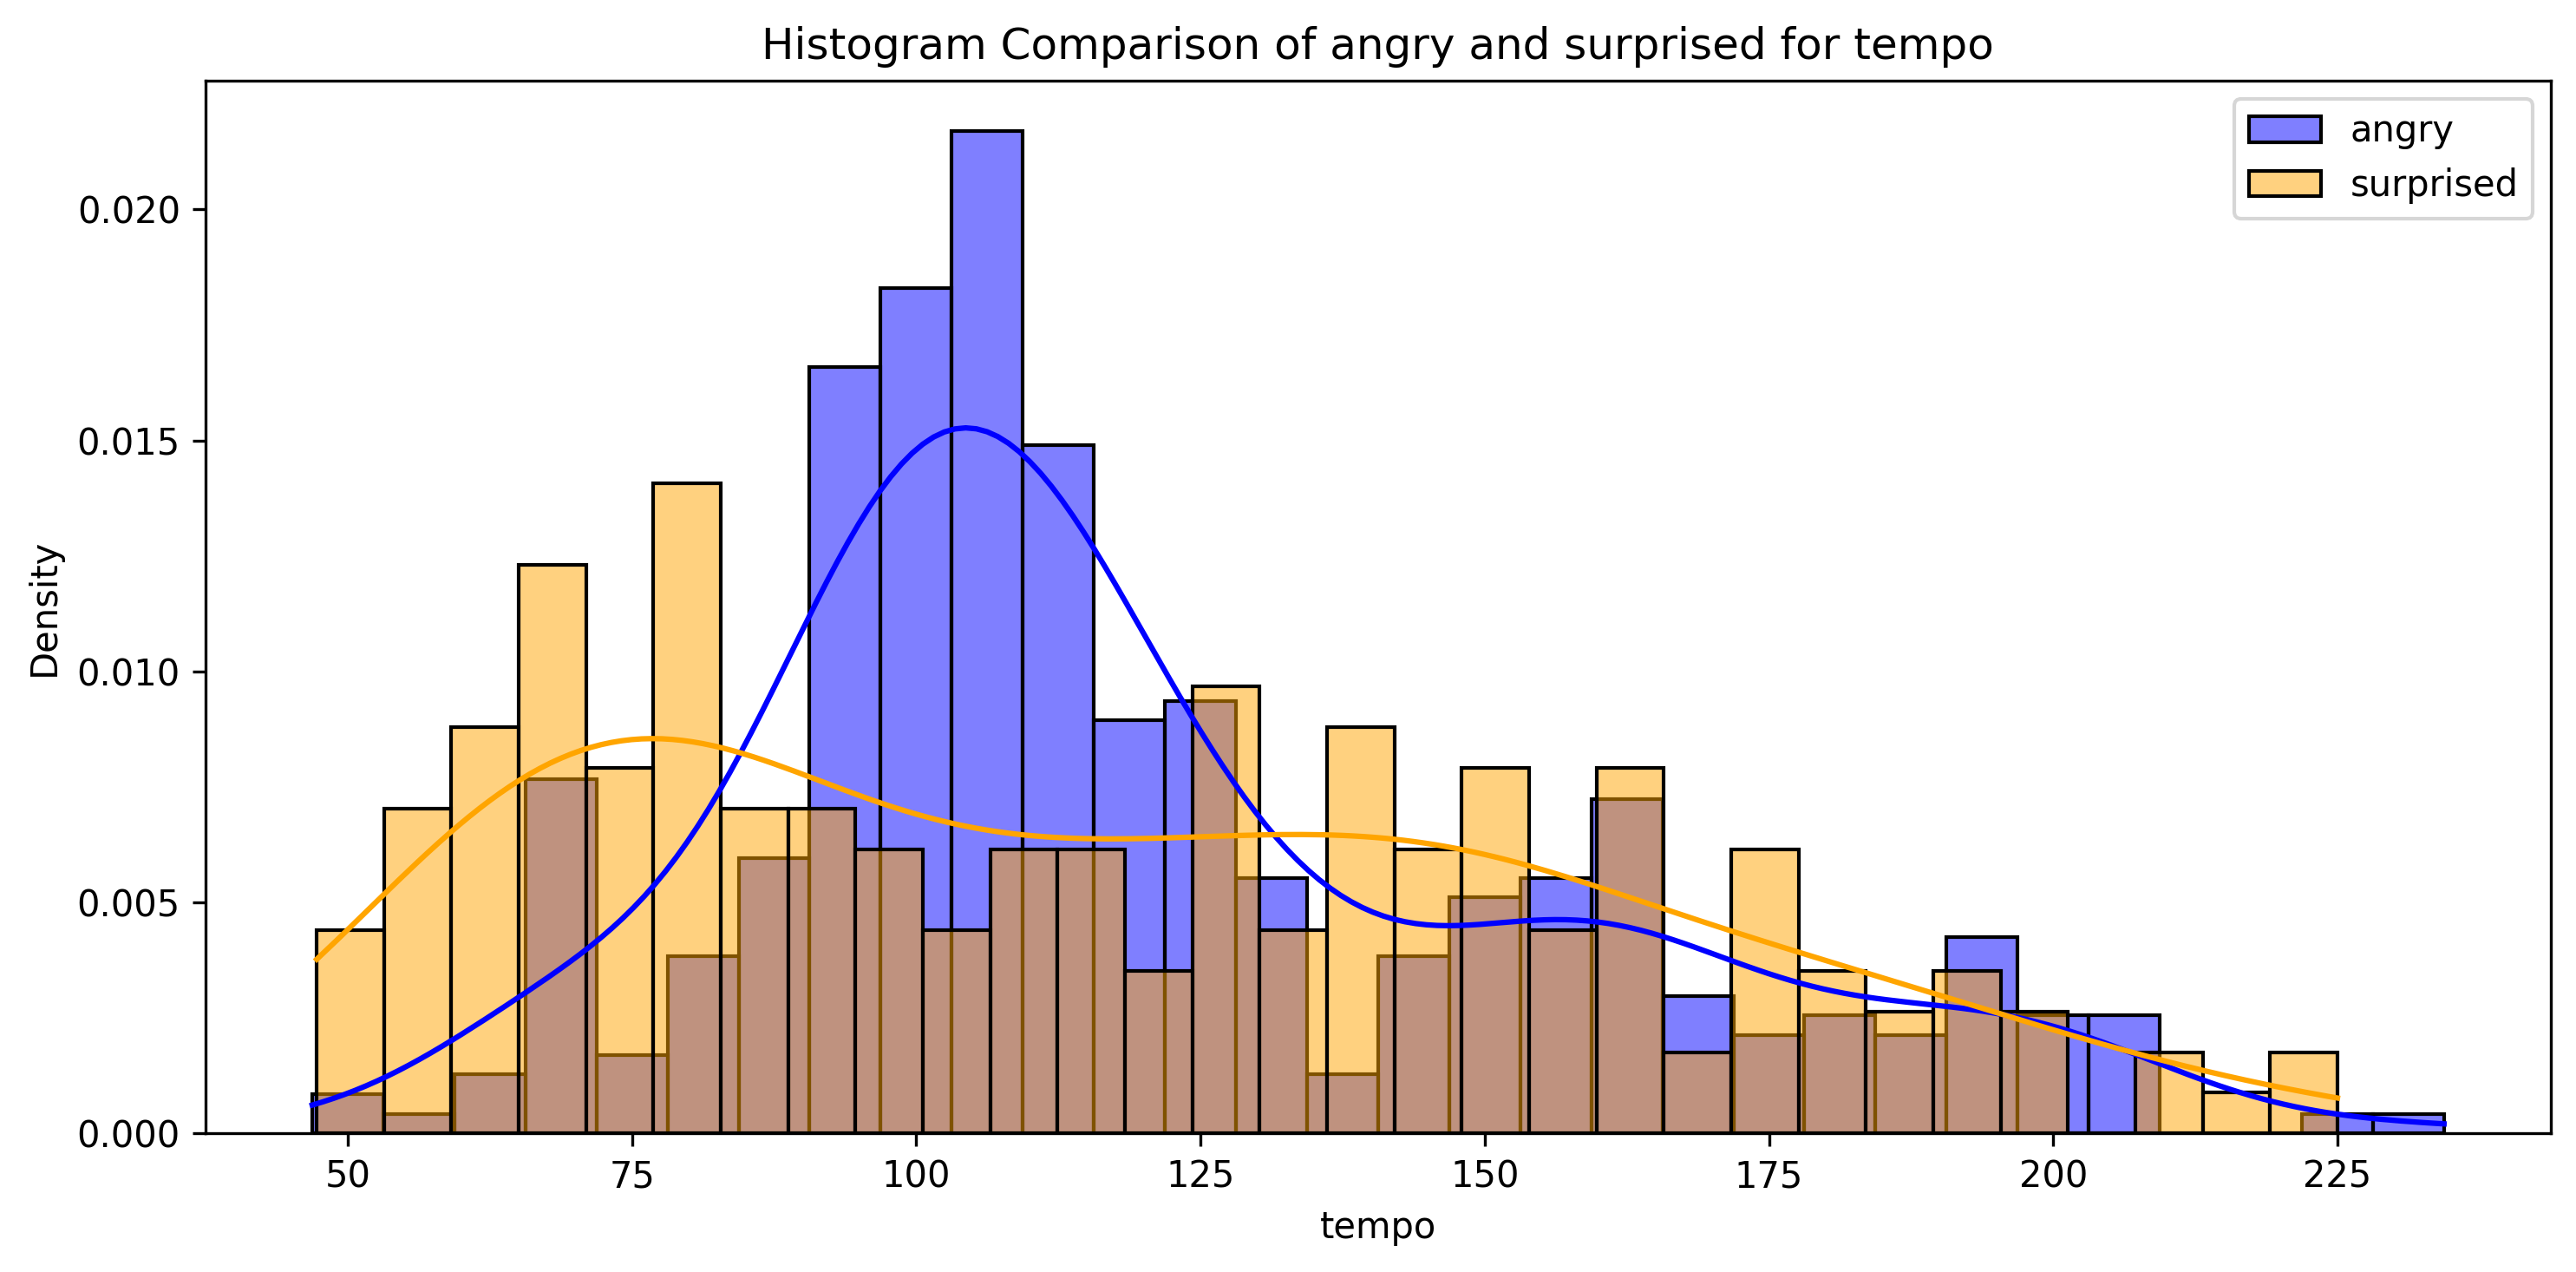 Histogram Comparison of angry and surprised for tempo
angry
surprised
0.020
0.015
0.010
0.005
0.000
Density
50 75 100 125 150 175 200 225
tempo